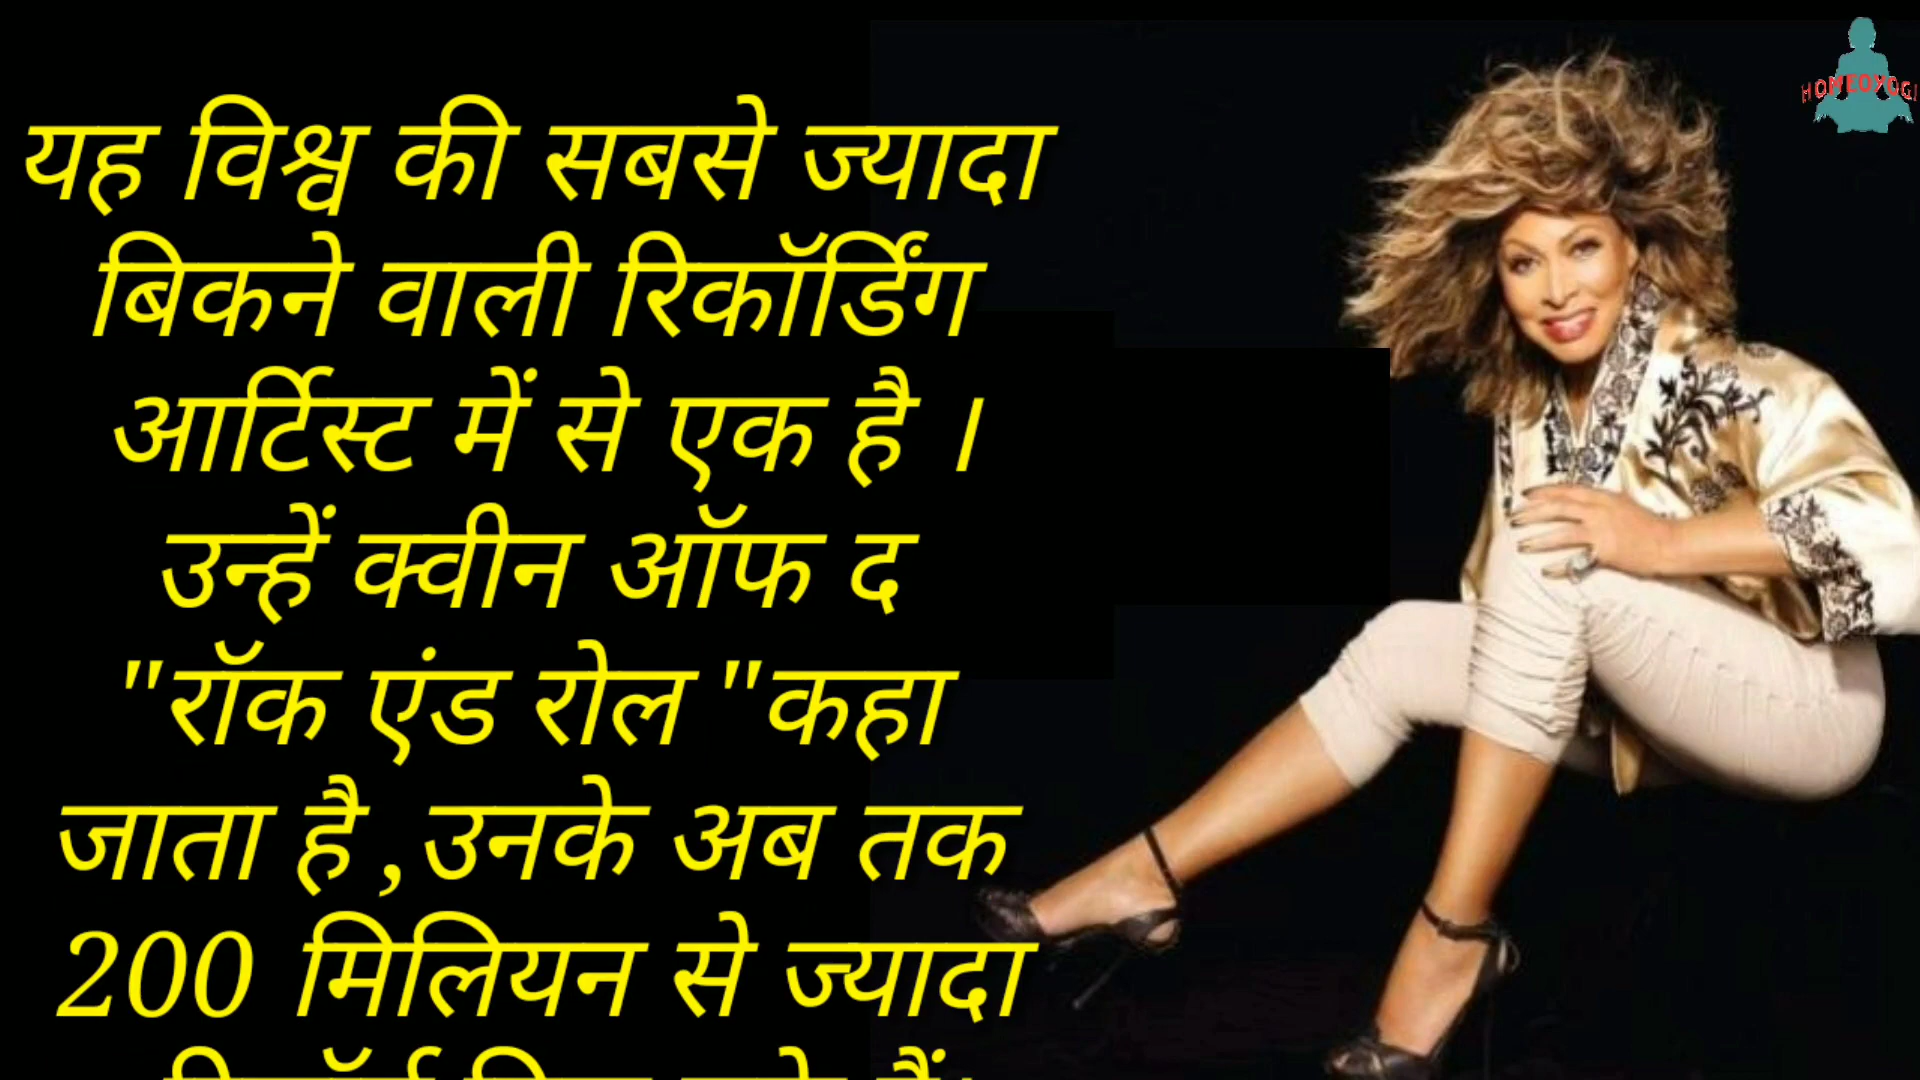 यह विश्व की सबसे ज्यादा
बिकने वाली रिकॉर्डिंग
आर्टिस्ट में से एक है ।
उन्हें क्वीन ऑफ द
"रॉक एंड रोल "कहा
जाता है ,उनके अब तक
200 मिलियन से ज्यादा
HOMEOYOGI